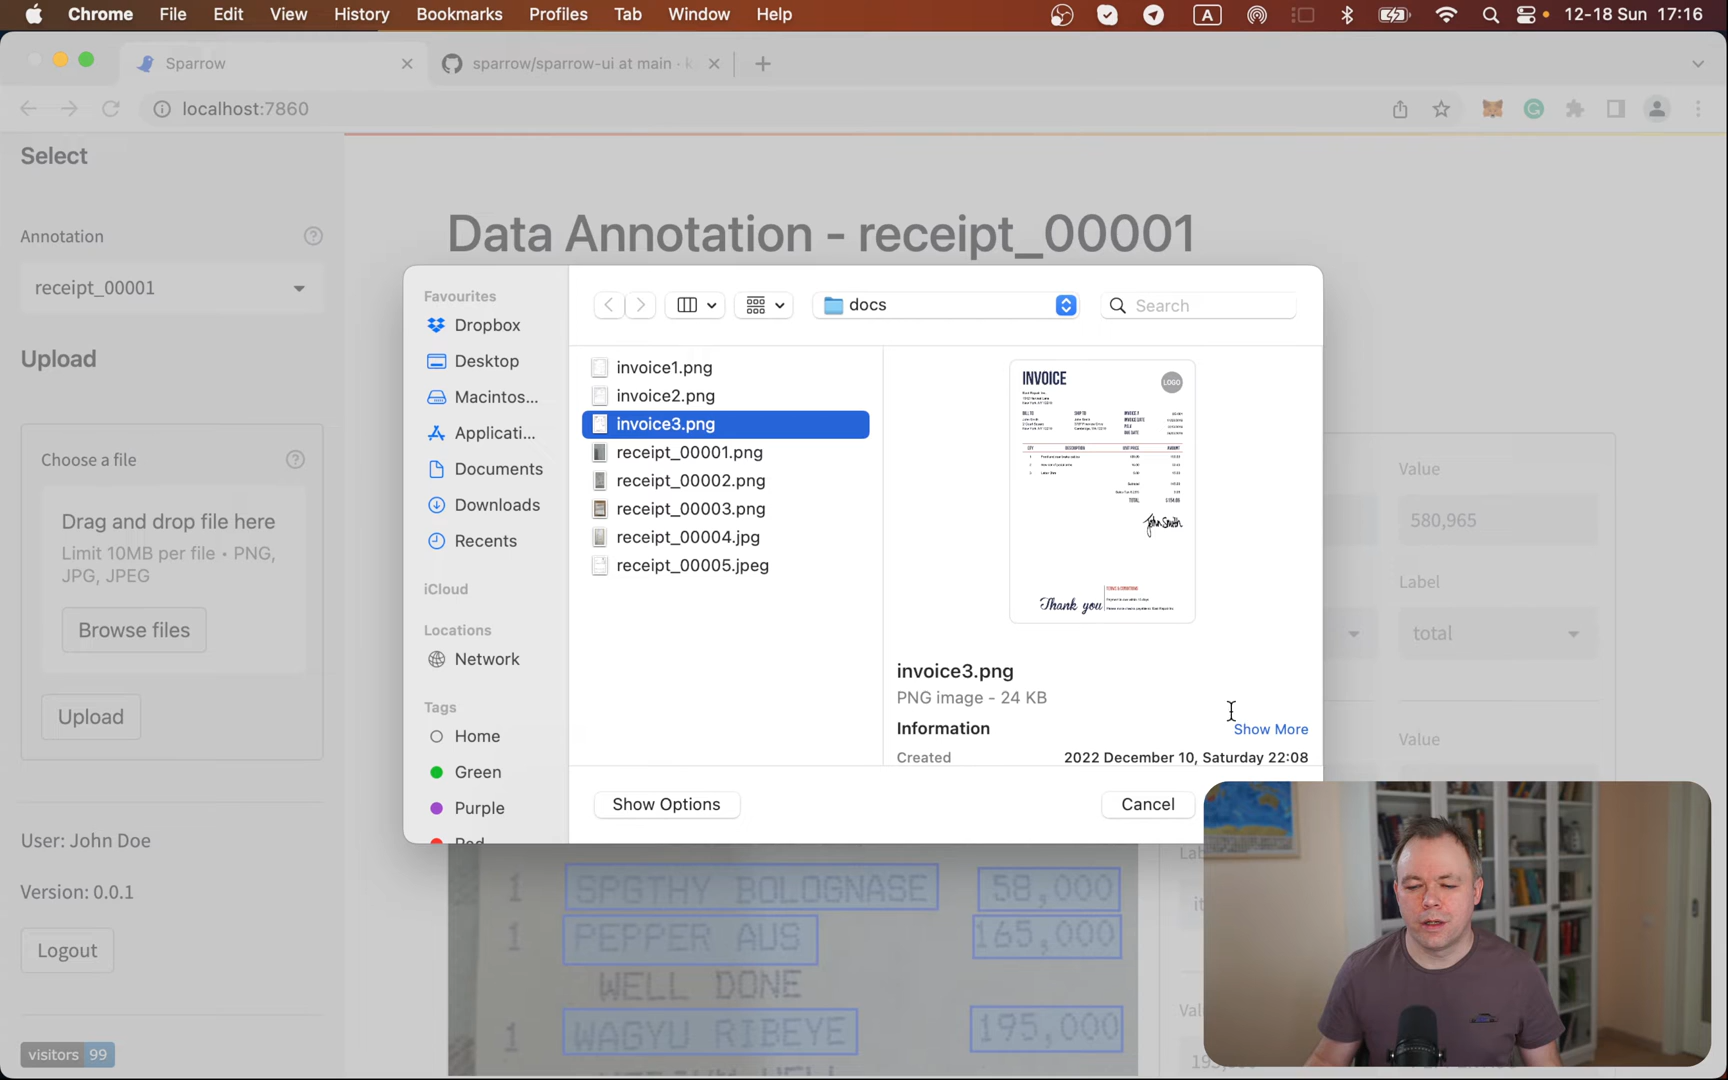 Chrome File Edit View History Bookmarks Profiles Tab Window Help
A
12-18 Sun 17:16
Sparrow
sparrow/sparrow-ui at main · k
localhost:7860
Select
Annotation
receipt_00001
Upload
Choose a file
Drag and drop file here
Limit 10MB per file • PNG,
JPG, JPEG
Browse files
Upload
User: John Doe
Version: 0.0.1
Logout
visitors 99
Data Annotation - receipt_00001
Favourites
Dropbox
Desktop
Macintos...
Applicati...
Documents
Downloads
Recents
iCloud
Locations
Network
Tags
Home
Green
Purple
Red
docs
Search
invoice1.png
invoice2.png
invoice3.png
receipt_00001.png
receipt_00002.png
receipt_00003.png
receipt_00004.jpg
receipt_00005.jpeg
INVOICE
LOGO
John Smith
Thank you
invoice3.png
PNG image - 24 KB
Information
Show More
Created
2022 December 10, Saturday 22:08
Show Options
Cancel
Value
580,965
Label
total
Value
1 SPGTHY BOLOGNASE 58,000
1 PEPPER AUS 165,000
WELL DONE
1 WAGYU RIBEYE 195,000